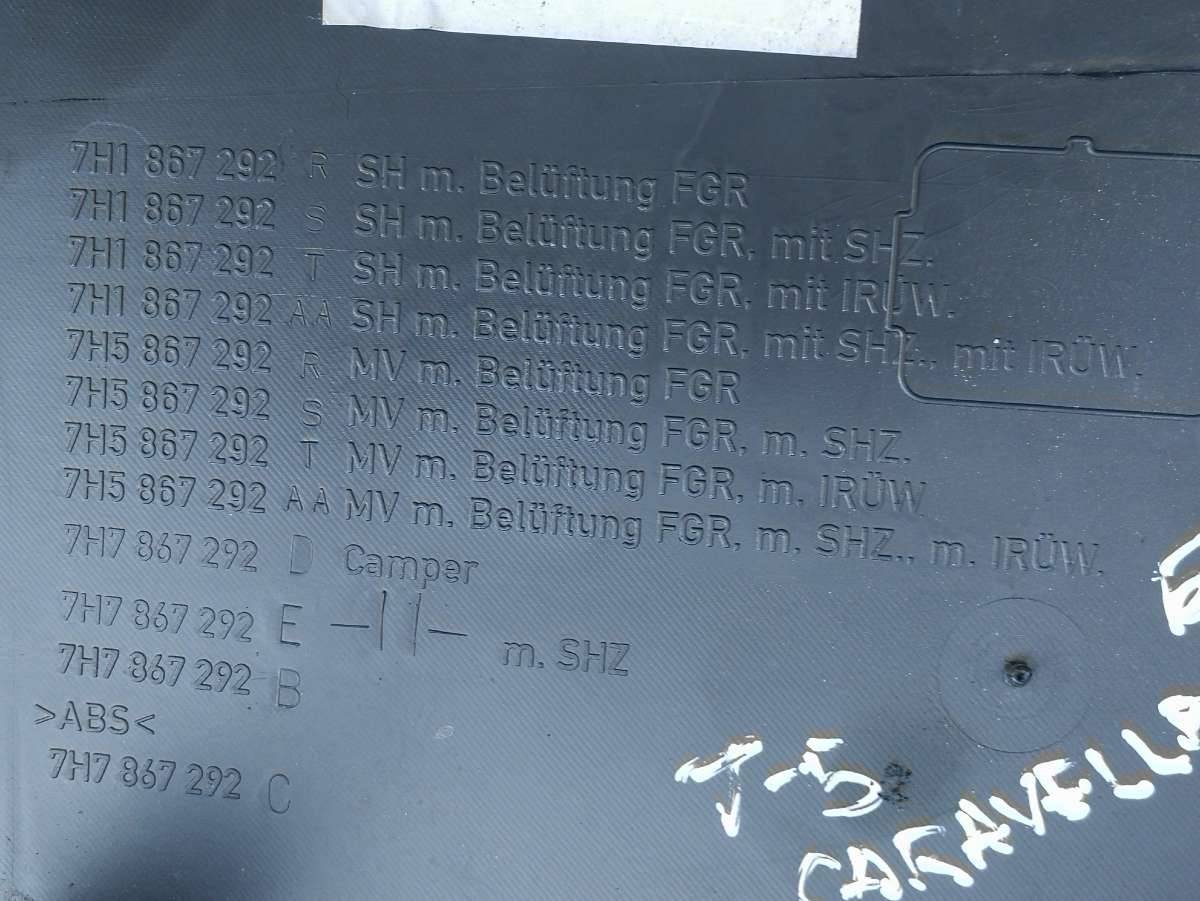 7H1 867 292 R SH m. Belüftung FGR
7H1 867 292 S SH m. Belüftung FGR, mit SHZ.
7H1 867 292 T SH m. Belüftung FGR, mit IRÜW.
7H1 867 292 AA SH m. Belüftung FGR, mit SHZ., mit IRÜW.
7H5 867 292 R MV m. Belüftung FGR
7H5 867 292 S MV m. Belüftung FGR, m. SHZ.
7H5 867 292 T MV m. Belüftung FGR, m. IRÜW
7H5 867 292 AA MV m. Belüftung FGR, m. SHZ., m. IRÜW.
7H7 867 292 D Camper
7H7 867 292 E -||- m. SHZ
7H7 867 292 B
>ABS<
7H7 867 292 C
T-5
CARAVELLA